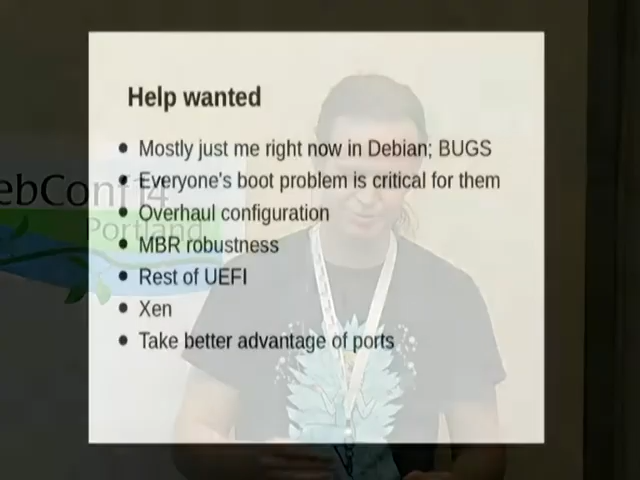 Help wanted
Mostly just me right now in Debian; BUGS
Everyone's boot problem is critical for them
Overhaul configuration
MBR robustness
Rest of UEFI
Xen
Take better advantage of ports
ebConf14
Portland